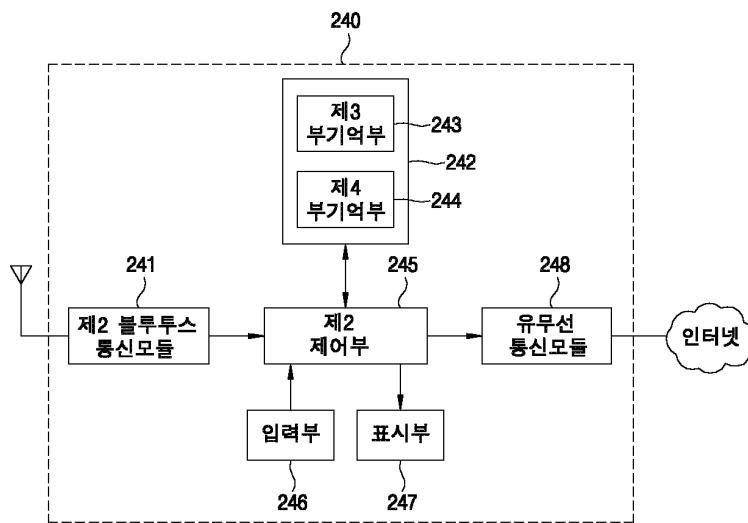 240
제3
부기억부
243
242
제4
부기억부
244
241
245
248
제2 블루투스
통신모듈
제2
제어부
유무선
통신모듈
인터넷
입력부
표시부
246
247